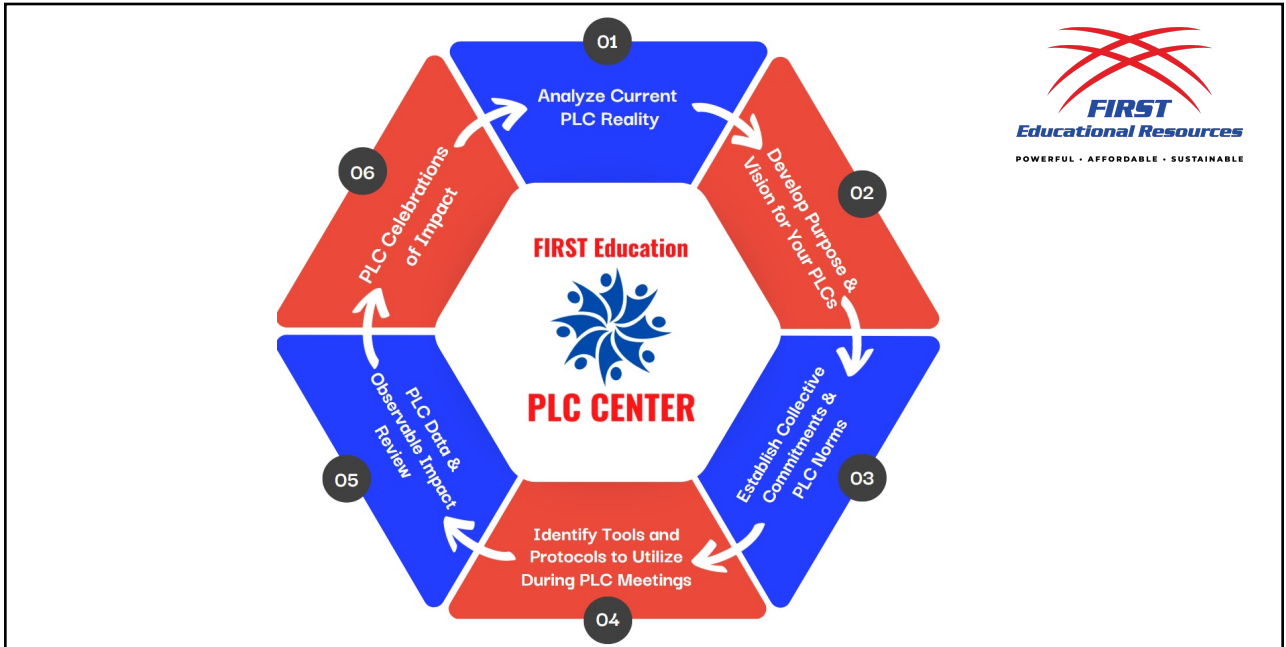 01
Analyze Current
PLC Reality
02
Develop Purpose &
Vision for Your PLCs
03
Establish Collective
Commitments &
PLC Norms
04
Identify Tools and
Protocols to Utilize
During PLC Meetings
05
PLC Data &
Observable Impact
Review
06
PLC Celebrations
of Impact
FIRST Education
PLC CENTER
FIRST
Educational Resources
POWERFUL • AFFORDABLE • SUSTAINABLE